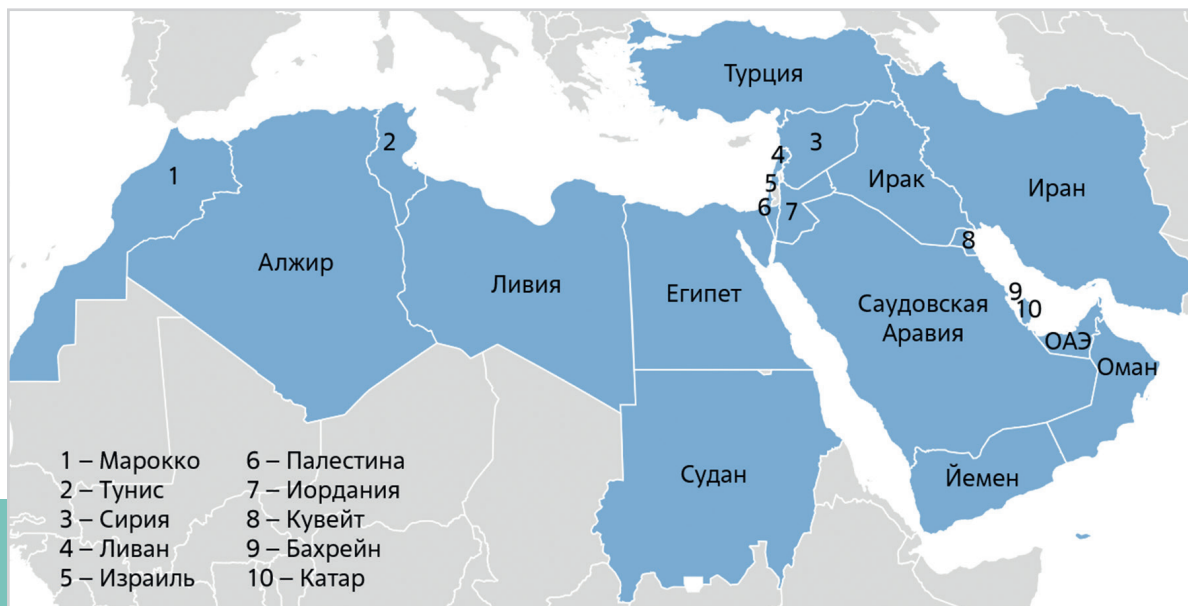 Турция
2
3
4
1
5
Ирак
Иран
6
7
8
Алжир
Ливия
Египет
9
10
Саудовская
Аравия
ОАЭ
Оман
Судан
Йемен
1 – Марокко
2 – Тунис
3 – Сирия
4 – Ливан
5 – Израиль
6 – Палестина
7 – Иордания
8 – Кувейт
9 – Бахрейн
10 – Катар